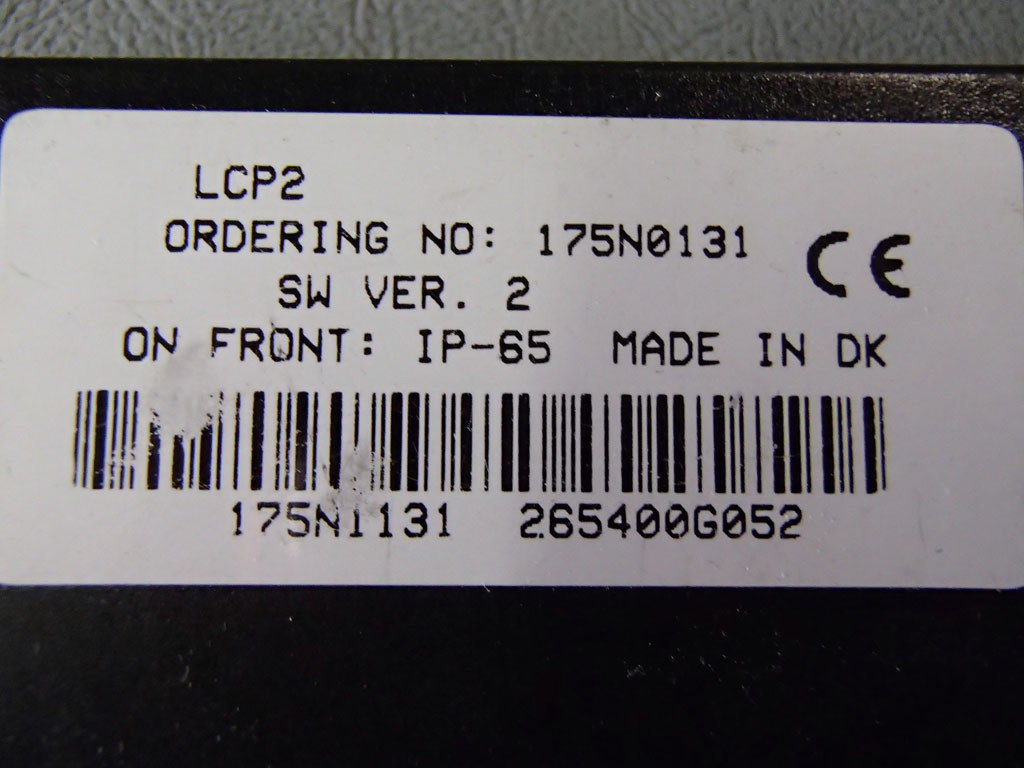 LCP2
ORDERING NO: 175N0131
CE
SW VER. 2
ON FRONT: IP-65 MADE IN DK
175N1131 265400G052